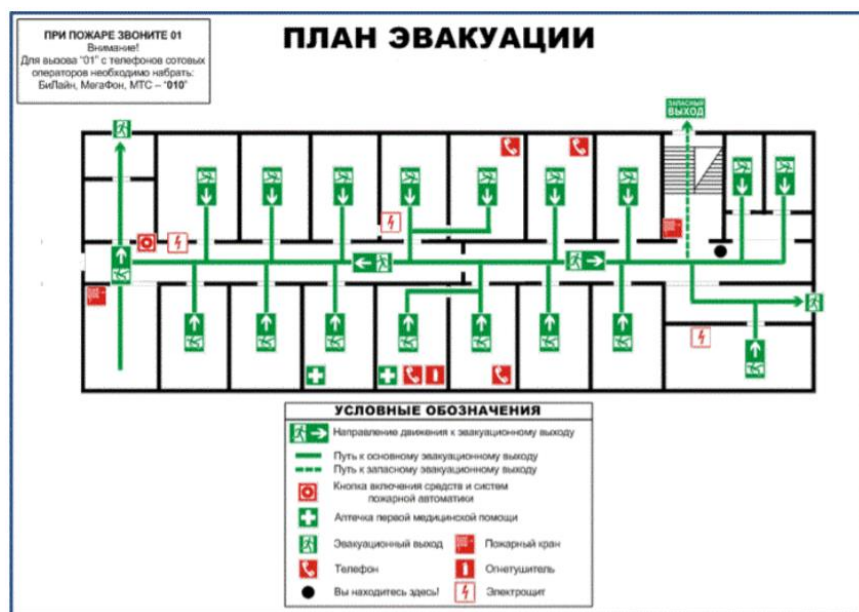 ПРИ ПОЖАРЕ ЗВОНИТЕ 01
Внимание!
Для вызова "01" с телефонов сотовых
операторов необходимо набрать:
БиЛайн, МегаФон, МТС – "010"
ПЛАН ЭВАКУАЦИИ
ЗАПАСНЫЙ
ВЫХОД
УСЛОВНЫЕ ОБОЗНАЧЕНИЯ
Направление движения к эвакуационному выходу
Путь к основному эвакуационному выходу
Путь к запасному эвакуационному выходу
Кнопка включения средств и систем
пожарной автоматики
Аптечка первой медицинской помощи
Эвакуационный выход
Пожарный кран
Телефон
Огнетушитель
Вы находитесь здесь!
Электрощит